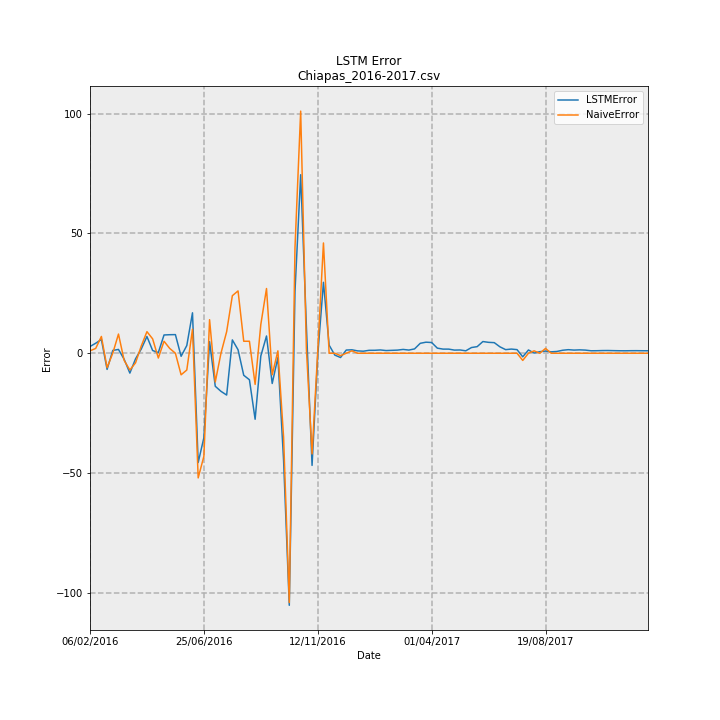 LSTM Error
Chiapas_2016-2017.csv
LSTMError
NaiveError
100
50
0
−50
−100
Error
06/02/2016
25/06/2016
12/11/2016
01/04/2017
19/08/2017
Date